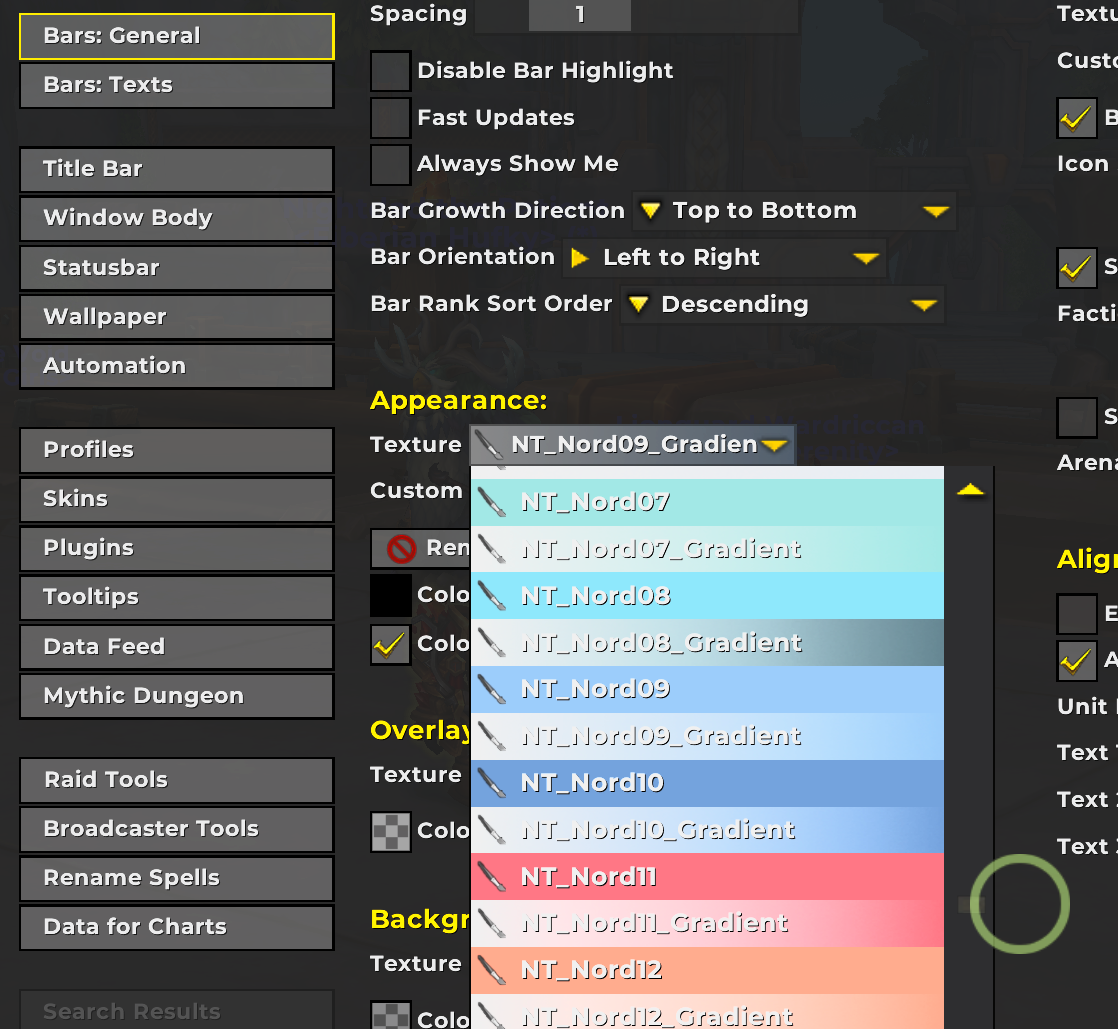 Bars: General
Bars: Texts
Title Bar
Window Body
Statusbar
Wallpaper
Automation
Profiles
Skins
Plugins
Tooltips
Data Feed
Mythic Dungeon
Raid Tools
Broadcaster Tools
Rename Spells
Data for Charts
Search Results
Spacing 1
Disable Bar Highlight
Fast Updates
Always Show Me
Bar Growth Direction Top to Bottom
Bar Orientation Left to Right
Bar Rank Sort Order Descending
Appearance:
Texture NT_Nord09_Gradien
Custom
Ren
Colo
Colo
Overlay
Texture
Colo
Backgr
Texture
Colo
NT_Nord07
NT_Nord07_Gradient
NT_Nord08
NT_Nord08_Gradient
NT_Nord09
NT_Nord09_Gradient
NT_Nord10
NT_Nord10_Gradient
NT_Nord11
NT_Nord11_Gradient
NT_Nord12
NT_Nord12_Gradient
Textu
Custo
B
Icon
S
Facti
S
Arena
Align
E
A
Unit
Text
Text
Text